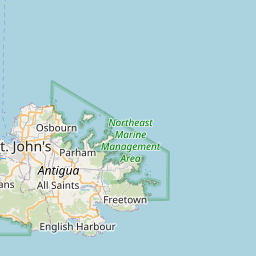 Osbourn
Northeast
Marine
Management
Area
t. John's
Parham
Antigua
ans
All Saints
Freetown
English Harbour